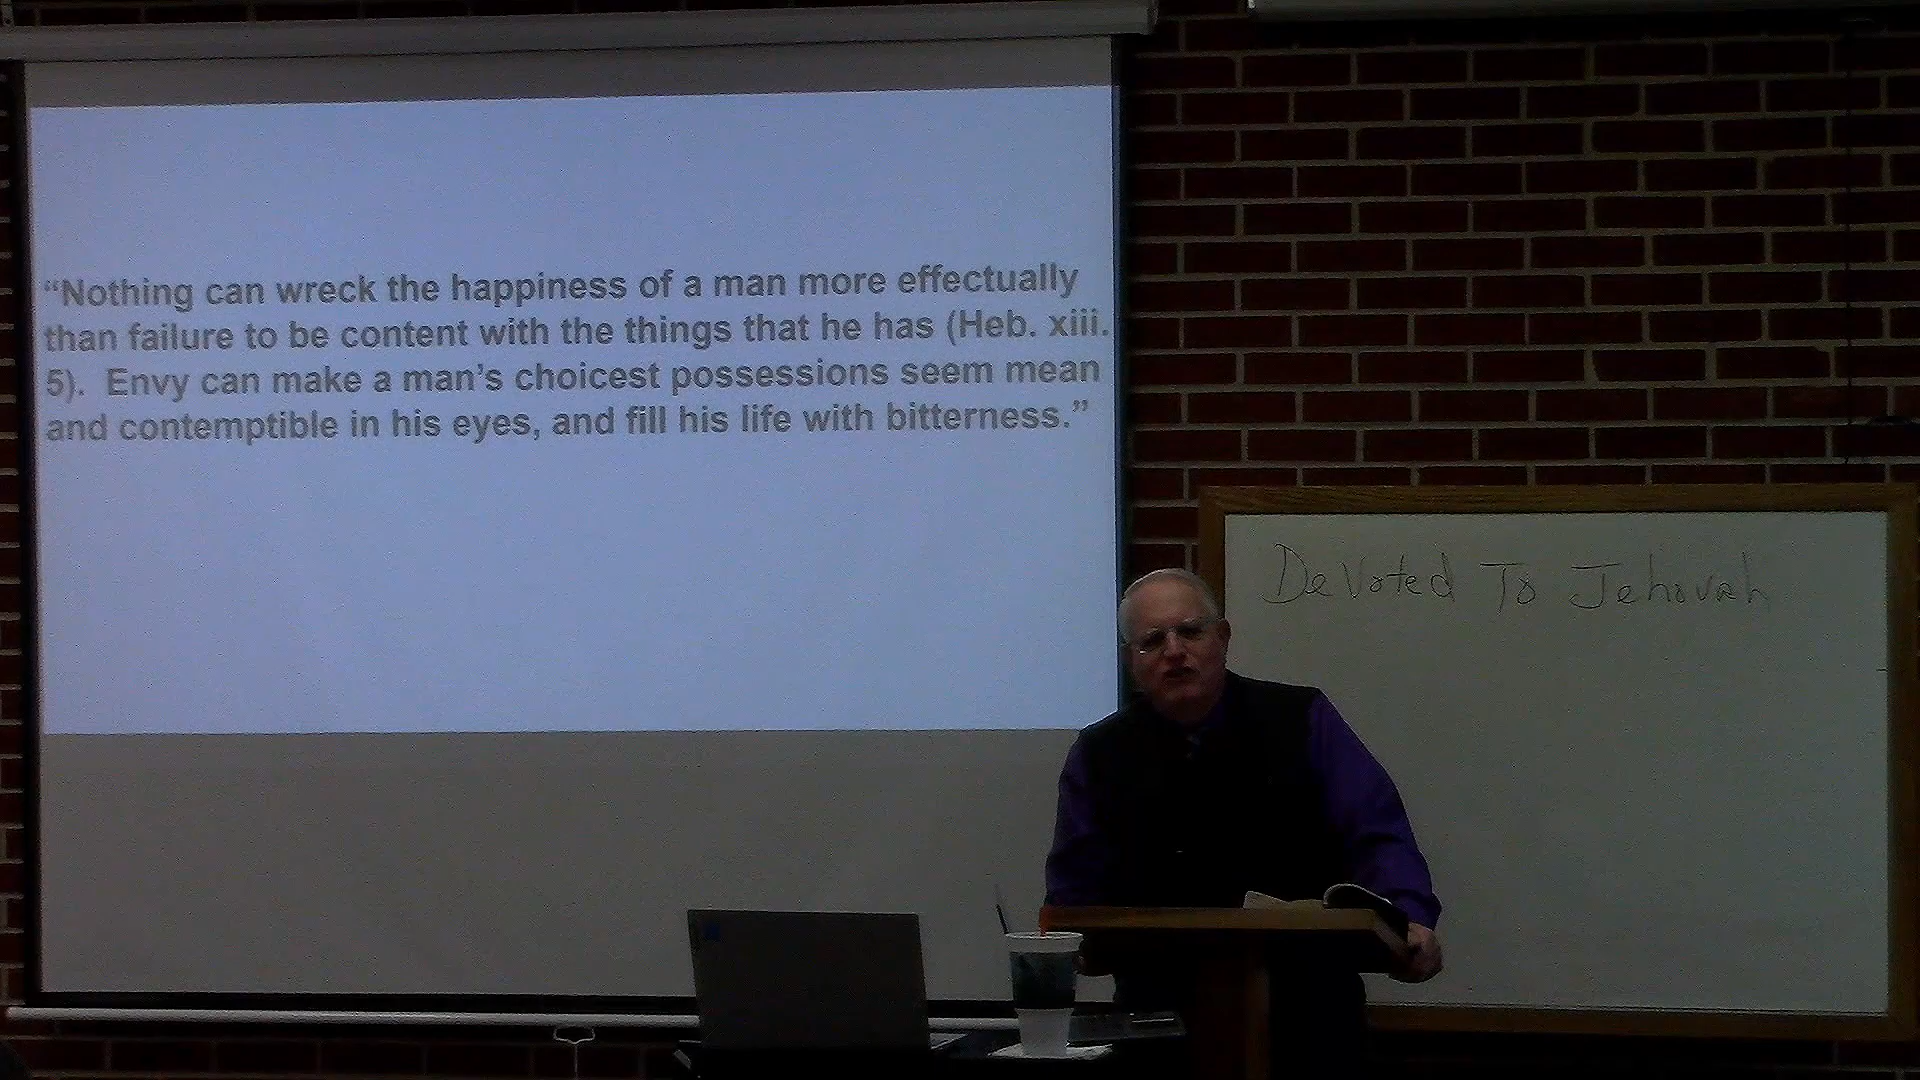 “Nothing can wreck the happiness of a man more effectually
than failure to be content with the things that he has (Heb. xiii.
5).  Envy can make a man’s choicest possessions seem mean
and contemptible in his eyes, and fill his life with bitterness.”
DeVoted To Jehovah